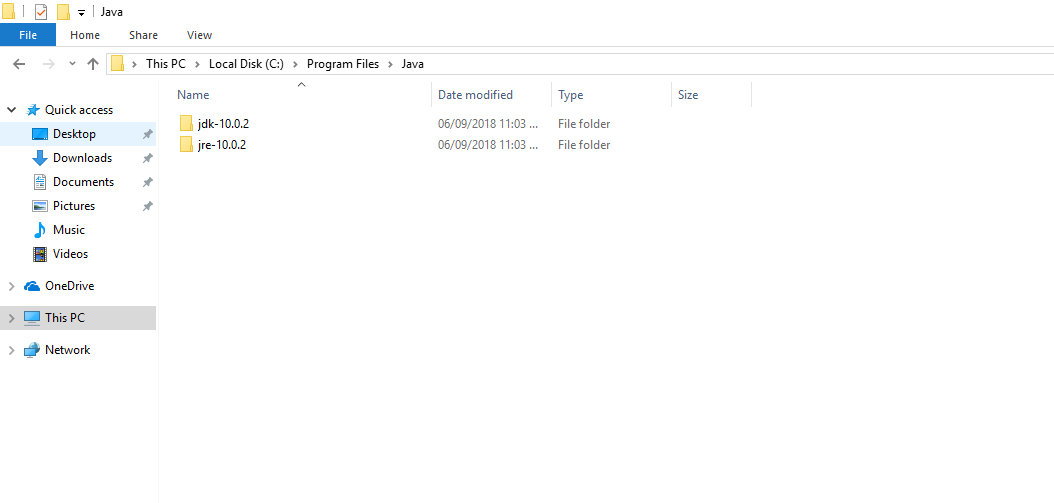 Java
File Home Share View
This PC Local Disk (C:) Program Files Java
Name Date modified Type Size
Quick access
Desktop
Downloads
Documents
Pictures
Music
Videos
OneDrive
This PC
Network
jdk-10.0.2 06/09/2018 11:03 ... File folder
jre-10.0.2 06/09/2018 11:03 ... File folder